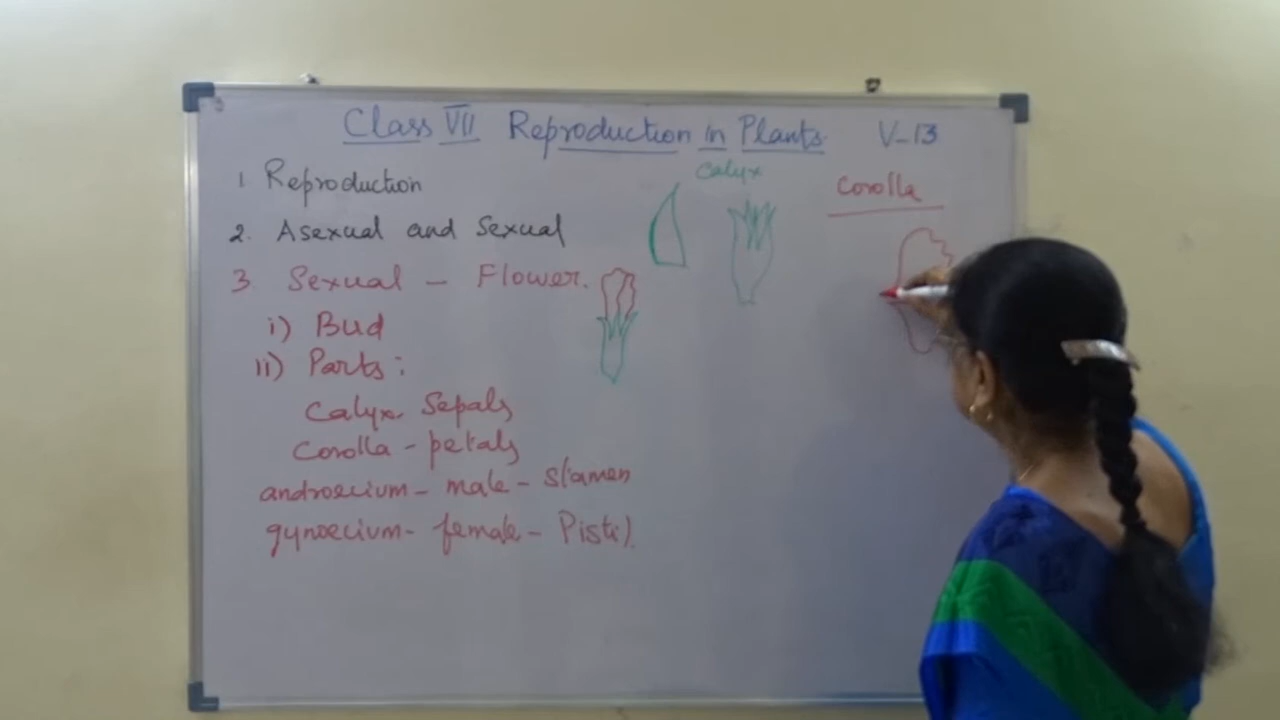 Class VII Reproduction in Plants V-13
1. Reproduction
2. Asexual and Sexual
3 Sexual - Flower.
i) Bud
ii) Parts:
Calyx - Sepals
Corolla - petals
androecium - male - stamen
gynoecium - female - Pistil.
Calyx
Corolla